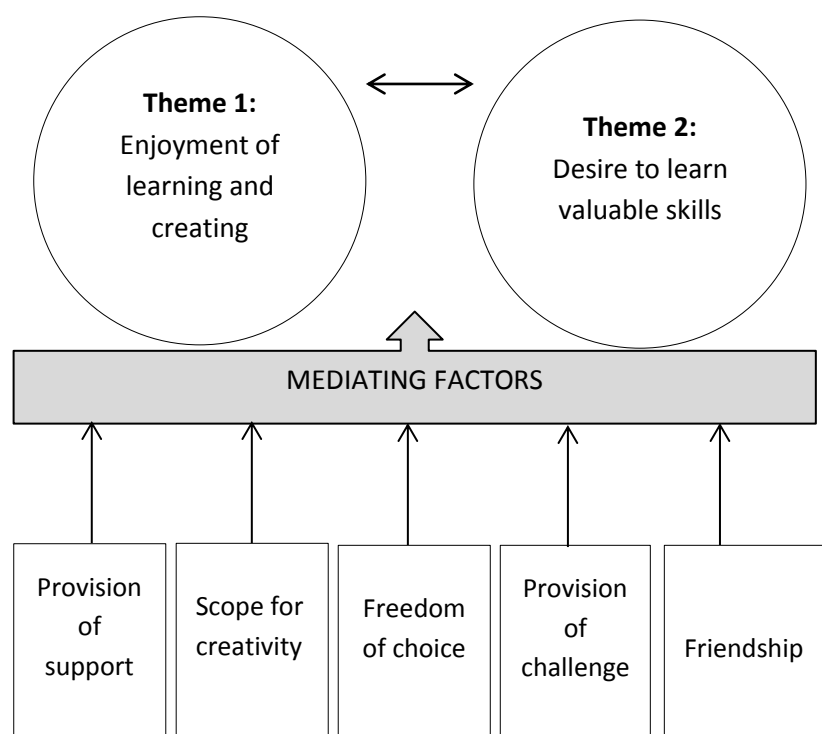 Theme 1:
Enjoyment of
learning and
creating
Theme 2:
Desire to learn
valuable skills
MEDIATING FACTORS
Provision
of
support
Scope for
creativity
Freedom
of choice
Provision
of
challenge
Friendship